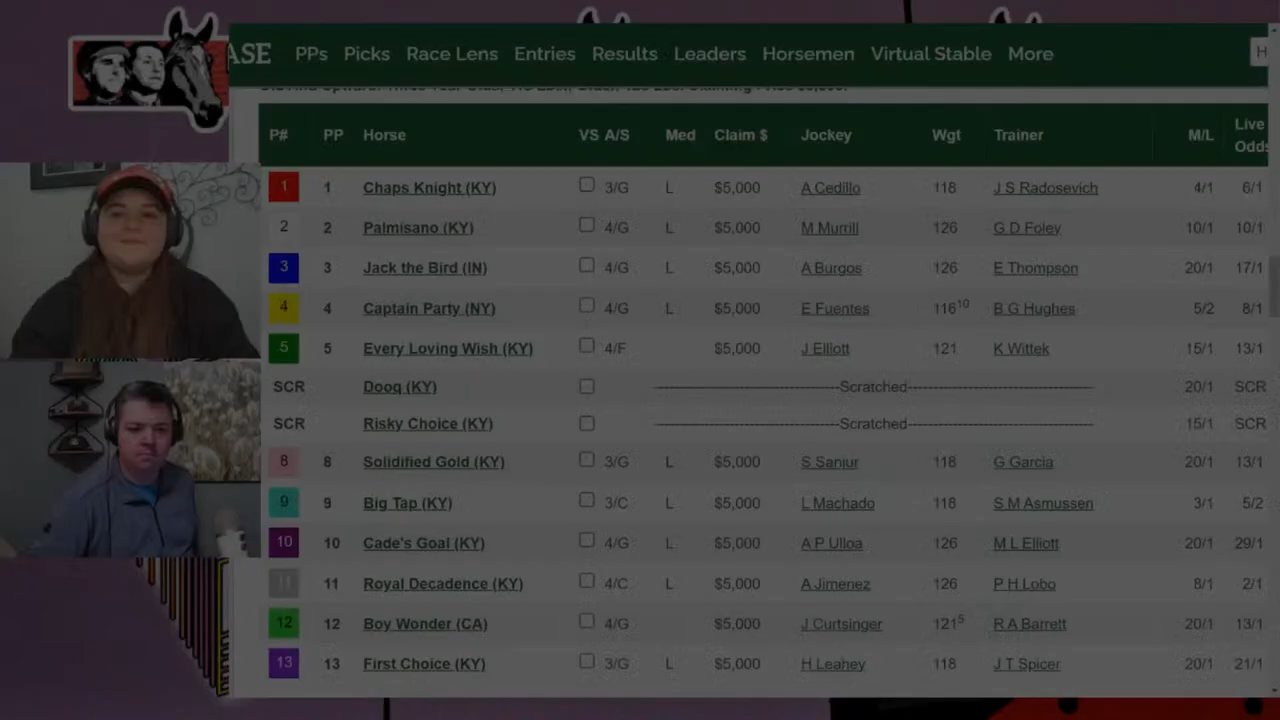 ASE PPs Picks Race Lens Entries Results Leaders Horsemen Virtual Stable More H
P# PP Horse VS A/S Med Claim $ Jockey Wgt Trainer M/L Live Odds
1 1 Chaps Knight (KY) 3/G L $5,000 A Cedillo 118 J S Radosevich 4/1 6/1
2 2 Palmisano (KY) 4/G L $5,000 M Murrill 126 G D Foley 10/1 10/1
3 3 Jack the Bird (IN) 4/G L $5,000 A Burgos 126 E Thompson 20/1 17/1
4 4 Captain Party (NY) 4/G L $5,000 E Fuentes 116¹⁰ B G Hughes 5/2 8/1
5 5 Every Loving Wish (KY) 4/F $5,000 J Elliott 121 K Wittek 15/1 13/1
SCR Dooq (KY) Scratched 20/1 SCR
SCR Risky Choice (KY) Scratched 15/1 SCR
8 8 Solidified Gold (KY) 3/G L $5,000 S Sanjur 118 G Garcia 20/1 13/1
9 9 Big Tap (KY) 3/C L $5,000 L Machado 118 S M Asmussen 3/1 5/2
10 10 Cade's Goal (KY) 4/G L $5,000 A P Ulloa 126 M L Elliott 20/1 29/1
11 11 Royal Decadence (KY) 4/C L $5,000 A Jimenez 126 P H Lobo 8/1 2/1
12 12 Boy Wonder (CA) 4/G $5,000 J Curtsinger 121⁵ R A Barrett 20/1 13/1
13 13 First Choice (KY) 3/G L $5,000 H Leahey 118 J T Spicer 20/1 21/1